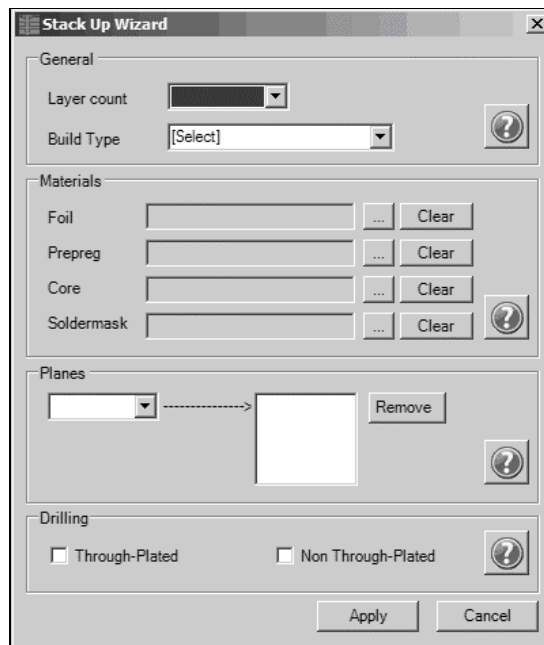 Stack Up Wizard
General
Layer count
Build Type [Select]
Materials
Foil ... Clear
Prepreg ... Clear
Core ... Clear
Soldermask ... Clear
Planes
---------------> Remove
Drilling
Through-Plated Non Through-Plated
Apply Cancel